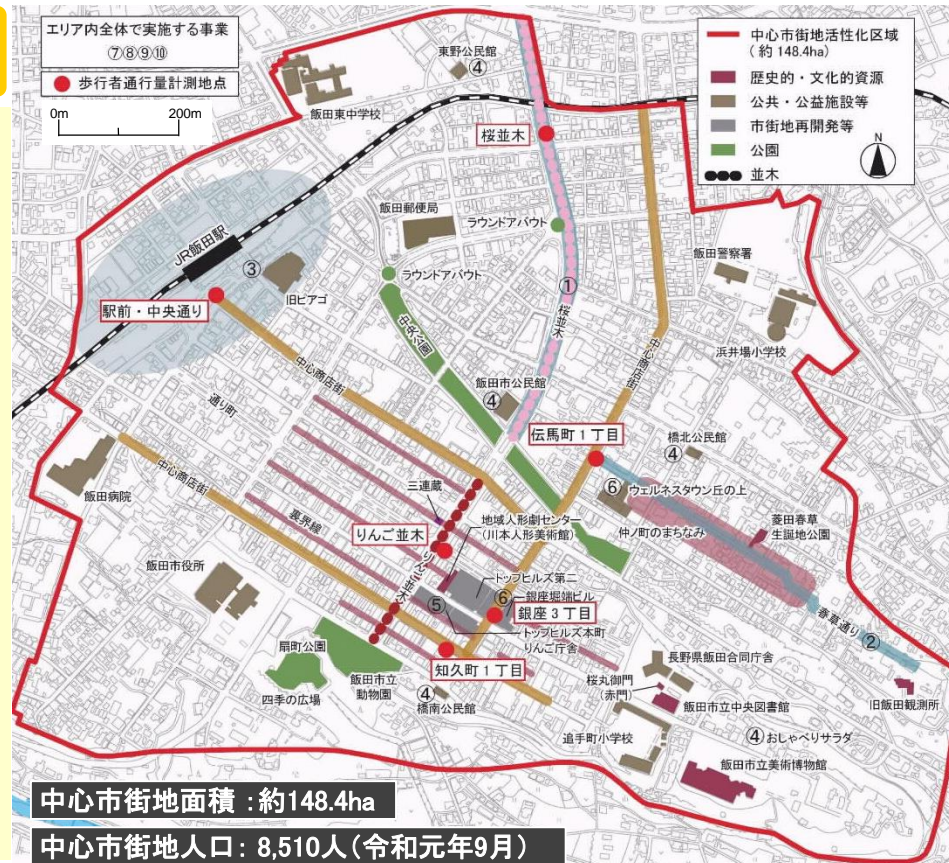 エリア内全体で実施する事業
⑦⑧⑨⑩
歩行者通行量計測地点
0m 200m
中心市街地活性化区域
(約148.4ha)
歴史的・文化的資源
公共・公益施設等
市街地再開発等
公園
並木
N
東野公民館
④
飯田東中学校
桜並木
飯田郵便局
ラウンドアバウト
飯田警察署
JR飯田駅
③
旧ピアゴ
ラウンドアバウト
①
桜並木
駅前・中央通り
中央公園
浜井場小学校
中心商店街
中心商店街
飯田市公民館
④
通り町
伝馬町1丁目
橋北公民館
④
中心商店街
飯田病院
三連蔵
⑥
ウェルネスタウン丘の上
菱田春草
生誕地公園
裏界線
りんご並木
地域人形劇センター
(川本人形美術館)
仲ノ町のまちなみ
飯田市役所
りんご並木
トップヒルズ第二
⑤
⑥
銀座堀端ビル
銀座3丁目
春草通り
②
トップヒルズ本町
りんご庁舎
扇町公園
知久町1丁目
長野県飯田合同庁舎
四季の広場
飯田市立
動物園
④
橋南公民館
桜丸御門
(赤門)
飯田市立中央図書館
旧飯田観測所
追手町小学校
④おしゃべりサラダ
飯田市立美術博物館
中心市街地面積:約148.4ha
中心市街地人口:8,510人(令和元年9月)